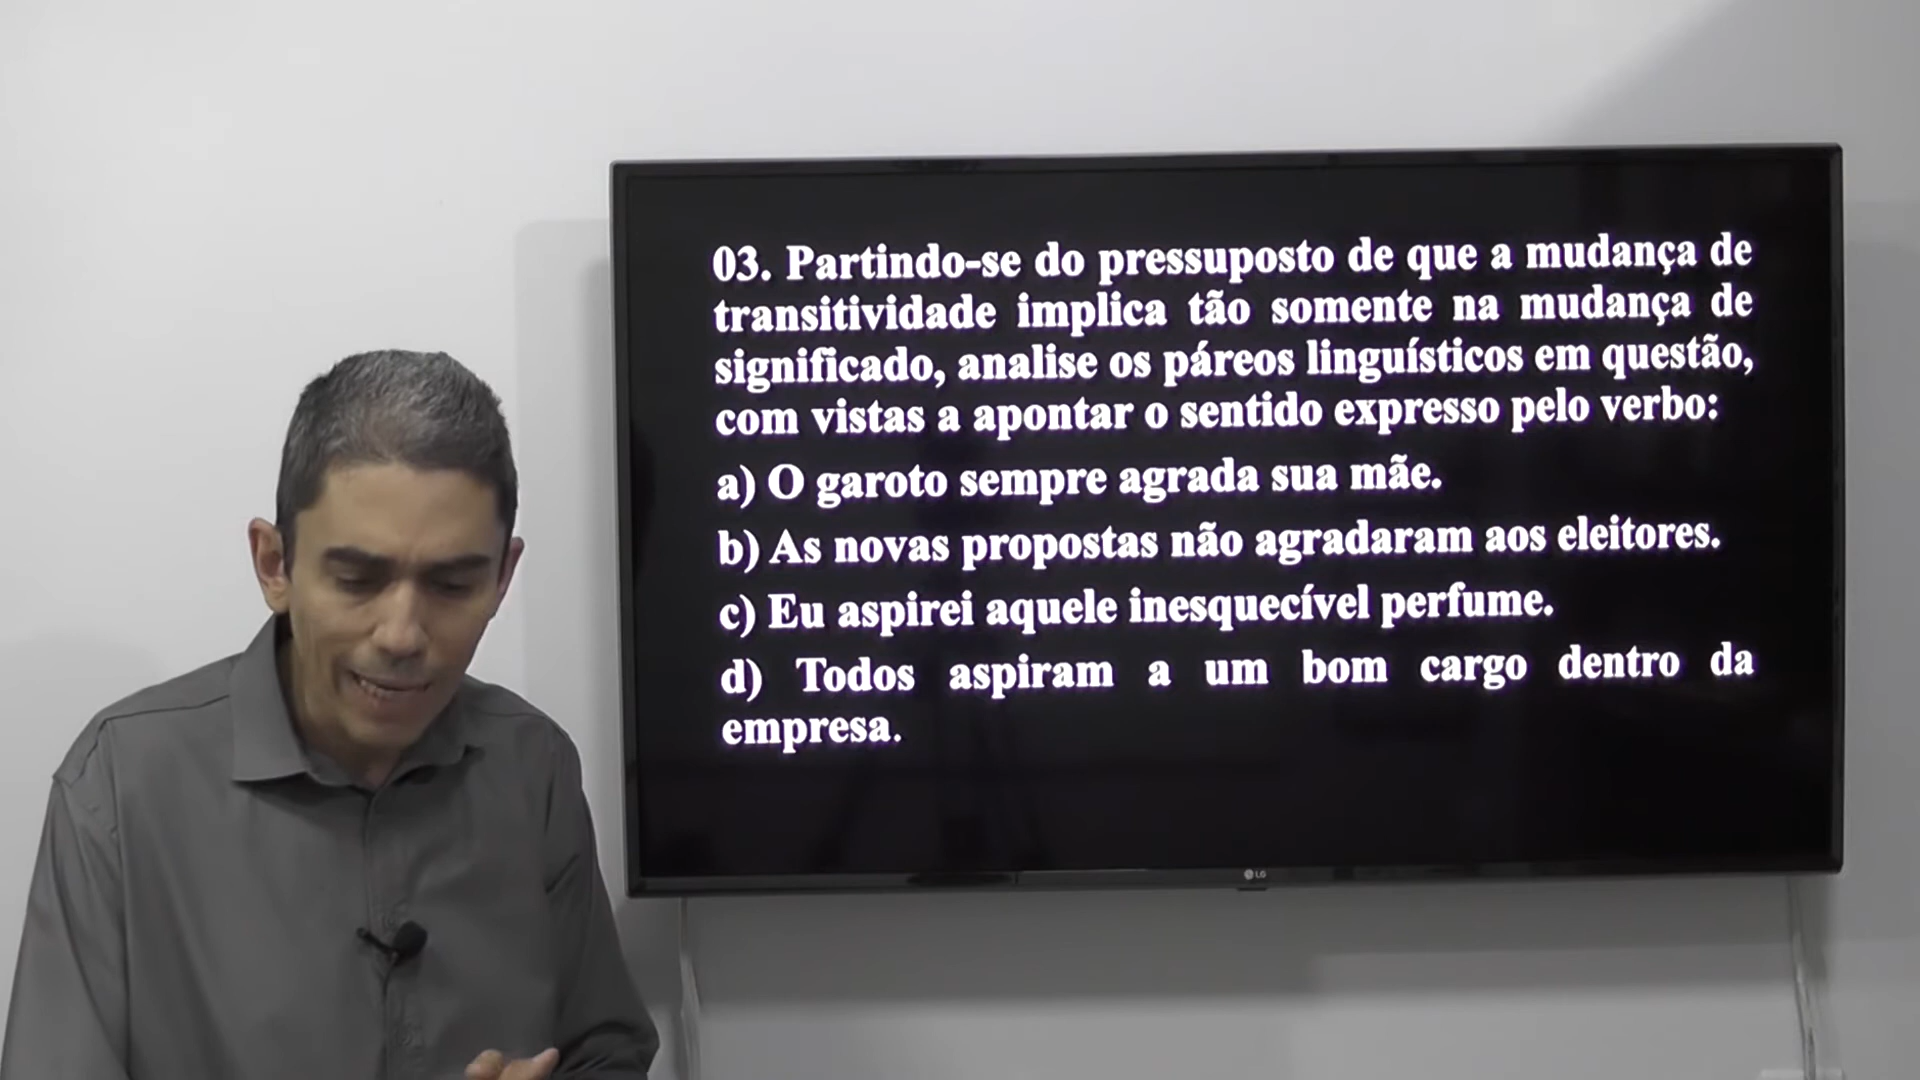 03. Partindo-se do pressuposto de que a mudança de
transitividade implica tão somente na mudança de
significado, analise os páreos linguísticos em questão,
com vistas a apontar o sentido expresso pelo verbo:
a) O garoto sempre agrada sua mãe.
b) As novas propostas não agradaram aos eleitores.
c) Eu aspirei aquele inesquecível perfume.
d) Todos aspiram a um bom cargo dentro da
empresa.
LG